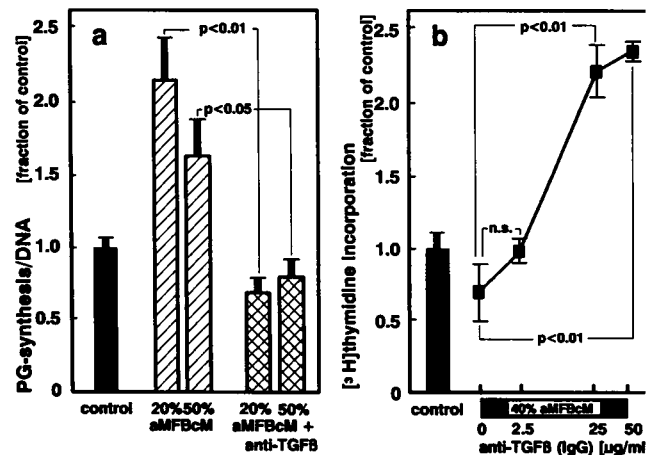 a
PG-synthesis/DNA [fraction of control]
2.5
2.0
1.5
1.0
0.5
0
p<0.01
p<0.05
control
20% 50%
aMFBcM
20% 50%
aMFBcM +
anti-TGFß
b
[³H]thymidine Incorporation
[fraction of control]
2.5
2.0
1.5
1.0
0.5
0
p<0.01
n.s.
p<0.01
control
40% aMFBcM
0 2.5 25 50
anti-TGFß (IgG) [µg/ml